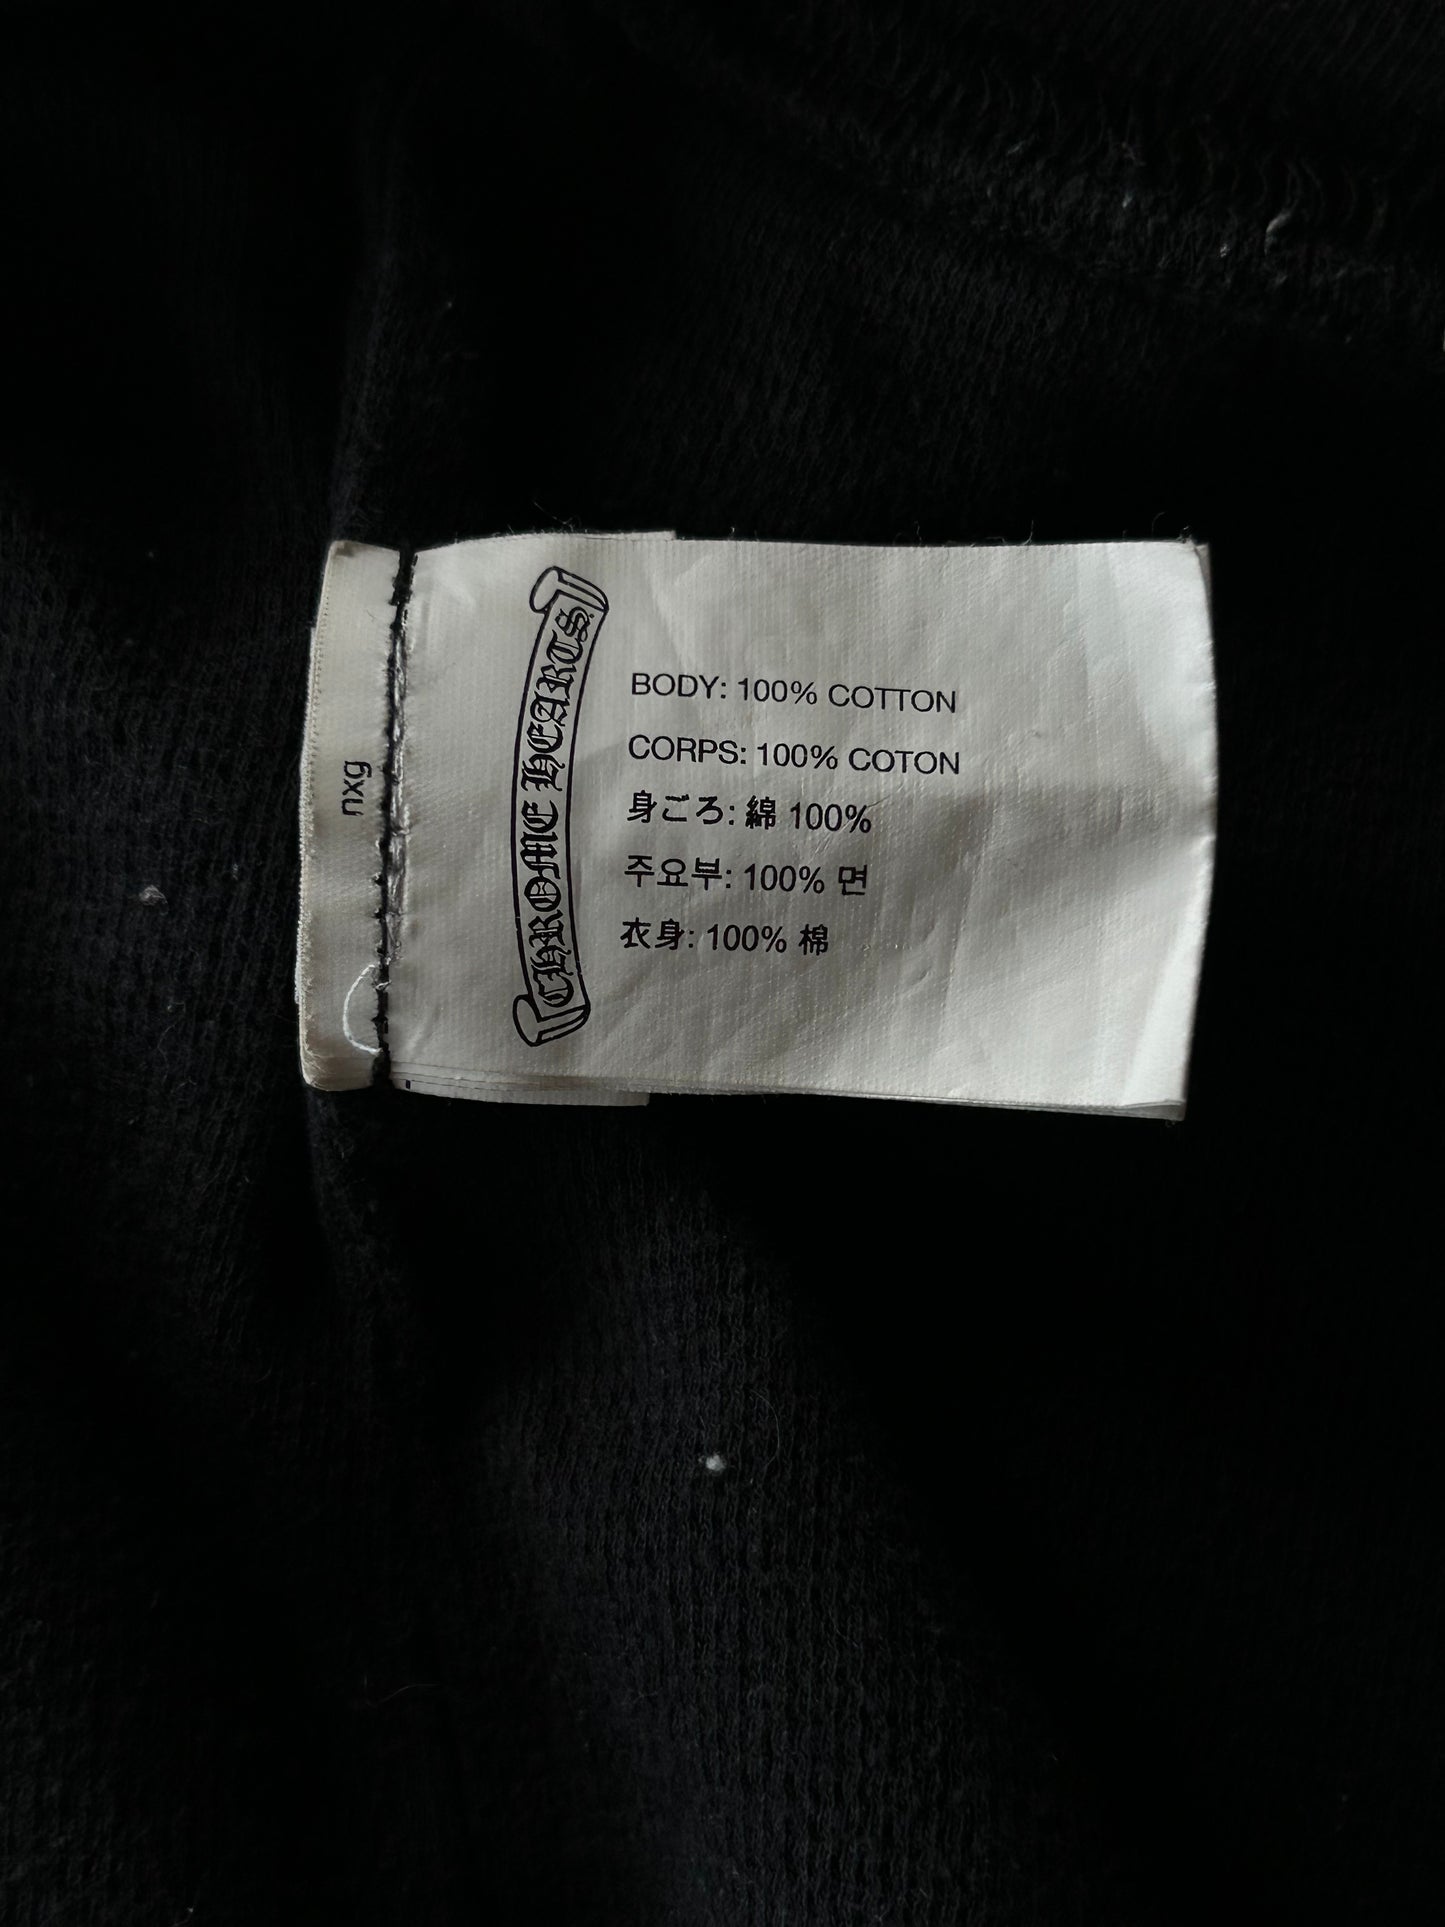 nxg
CHROME HEARTS
BODY: 100% COTTON
CORPS: 100% COTON
身ごろ: 綿 100%
주요부: 100% 면
衣身: 100% 棉